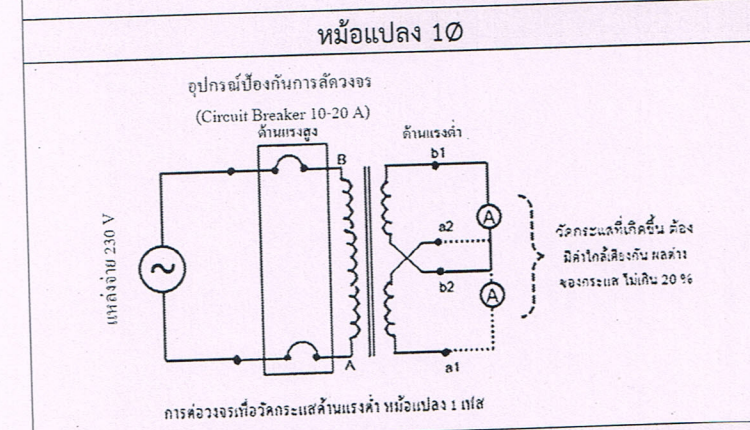 หม้อแปลง 1Ø
อุปกรณ์ป้องกันการลัดวงจร
(Circuit Breaker 10-20 A)
ด้านแรงสูง
ด้านแรงต่ำ
B
b1
A
a2
b2
A
a1
A
แหล่งจ่าย 230 V
วัดกระแสที่เกิดขึ้น ต้อง
มีค่าใกล้เคียงกัน ผลต่าง
ของกระแส ไม่เกิน 20 %
การต่อวงจรเพื่อวัดกระแสด้านแรงต่ำ หม้อแปลง 1 เฟส